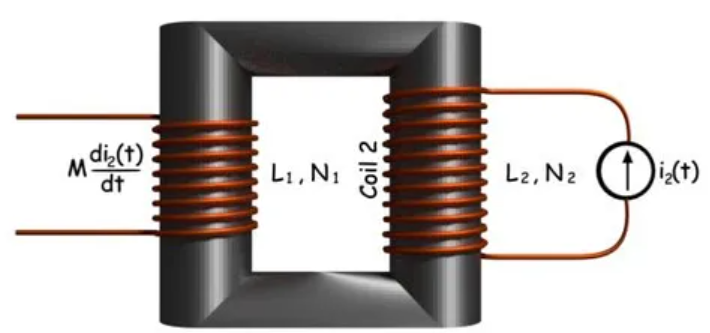 M di₂(t)
dt
L₁, N₁
Coil 2
L₂, N₂
i₂(t)